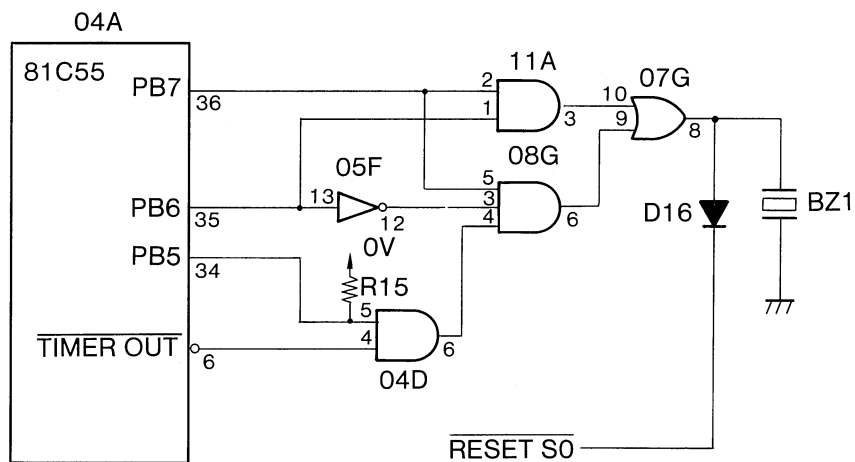 04A
81C55
PB7
36
2
1
11A
3
07G
10
9
8
05F
13
12
08G
5
3
4
6
PB6
35
PB5
34
0V
R15
5
4
6
04D
TIMER OUT
6
D16
BZ1
RESET S0